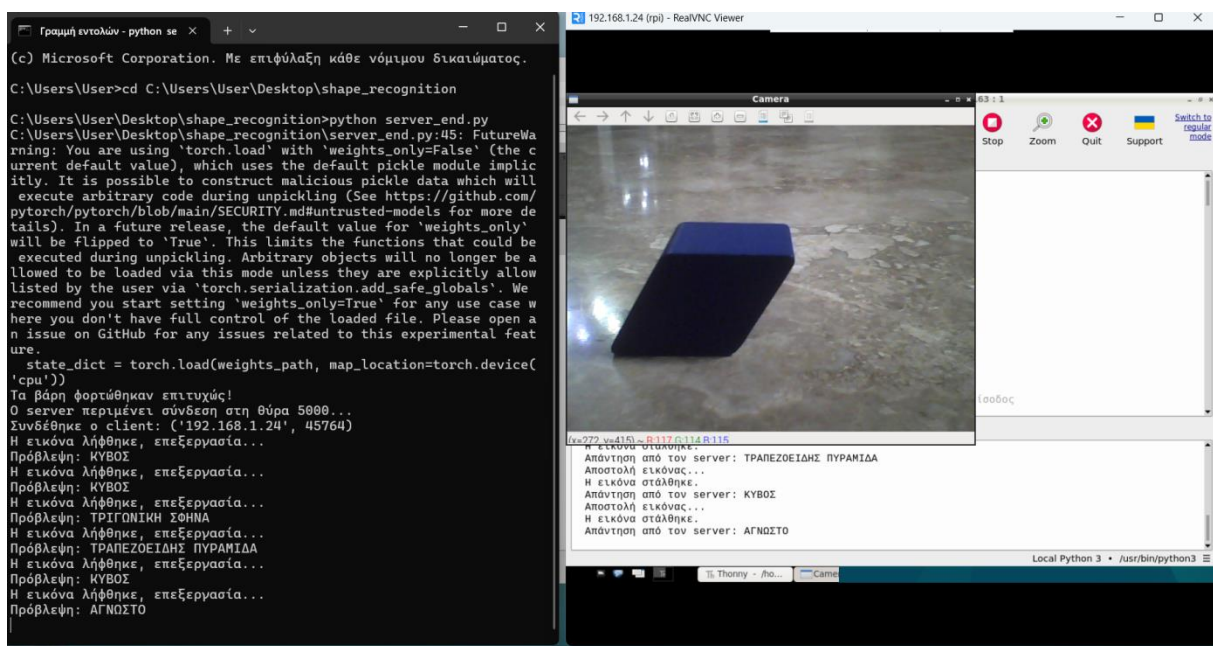 Γραμμή εντολών - python se
(c) Microsoft Corporation. Με επιφύλαξη κάθε νόμιμου δικαιώματος.
C:\Users\User>cd C:\Users\User\Desktop\shape_recognition
C:\Users\User\Desktop\shape_recognition>python server_end.py
C:\Users\User\Desktop\shape_recognition\server_end.py:45: FutureWa
rning: You are using `torch.load` with `weights_only=False` (the c
urrent default value), which uses the default pickle module implic
itly. It is possible to construct malicious pickle data which will
execute arbitrary code during unpickling (See https://github.com/
pytorch/pytorch/blob/main/SECURITY.md#untrusted-models for more de
tails). In a future release, the default value for `weights_only`
will be flipped to `True`. This limits the functions that could be
executed during unpickling. Arbitrary objects will no longer be a
llowed to be loaded via this mode unless they are explicitly allow
listed by the user via `torch.serialization.add_safe_globals`. We
recommend you start setting `weights_only=True` for any use case w
here you don't have full control of the loaded file. Please open a
n issue on GitHub for any issues related to this experimental feat
ure.
state_dict = torch.load(weights_path, map_location=torch.device(
'cpu'))
Τα βάρη φορτώθηκαν επιτυχώς!
Ο server περιμένει σύνδεση στη θύρα 5000...
Συνδέθηκε ο client: ('192.168.1.24', 45764)
Η εικόνα λήφθηκε, επεξεργασία...
Πρόβλεψη: ΚΥΒΟΣ
Η εικόνα λήφθηκε, επεξεργασία...
Πρόβλεψη: ΚΥΒΟΣ
Η εικόνα λήφθηκε, επεξεργασία...
Πρόβλεψη: ΤΡΙΓΩΝΙΚΗ ΣΦΗΝΑ
Η εικόνα λήφθηκε, επεξεργασία...
Πρόβλεψη: ΤΡΑΠΕΖΟΕΙΔΗΣ ΠΥΡΑΜΙΔΑ
Η εικόνα λήφθηκε, επεξεργασία...
Πρόβλεψη: ΚΥΒΟΣ
Η εικόνα λήφθηκε, επεξεργασία...
Πρόβλεψη: ΑΓΝΩΣΤΟ
192.168.1.24 (rpi) - RealVNC Viewer
Camera
63 : 1
Stop Zoom Quit Support
Switch to
regular
mode
ίσοδος
(x=272, y=415) ~ R:117 G:114 B:115
Η εικόνα στάλθηκε.
Απάντηση από τον server: ΤΡΑΠΕΖΟΕΙΔΗΣ ΠΥΡΑΜΙΔΑ
Αποστολή εικόνας...
Η εικόνα στάλθηκε.
Απάντηση από τον server: ΚΥΒΟΣ
Αποστολή εικόνας...
Η εικόνα στάλθηκε.
Απάντηση από τον server: ΑΓΝΩΣΤΟ
Local Python 3 • /usr/bin/python3
Thonny - /ho...
Came